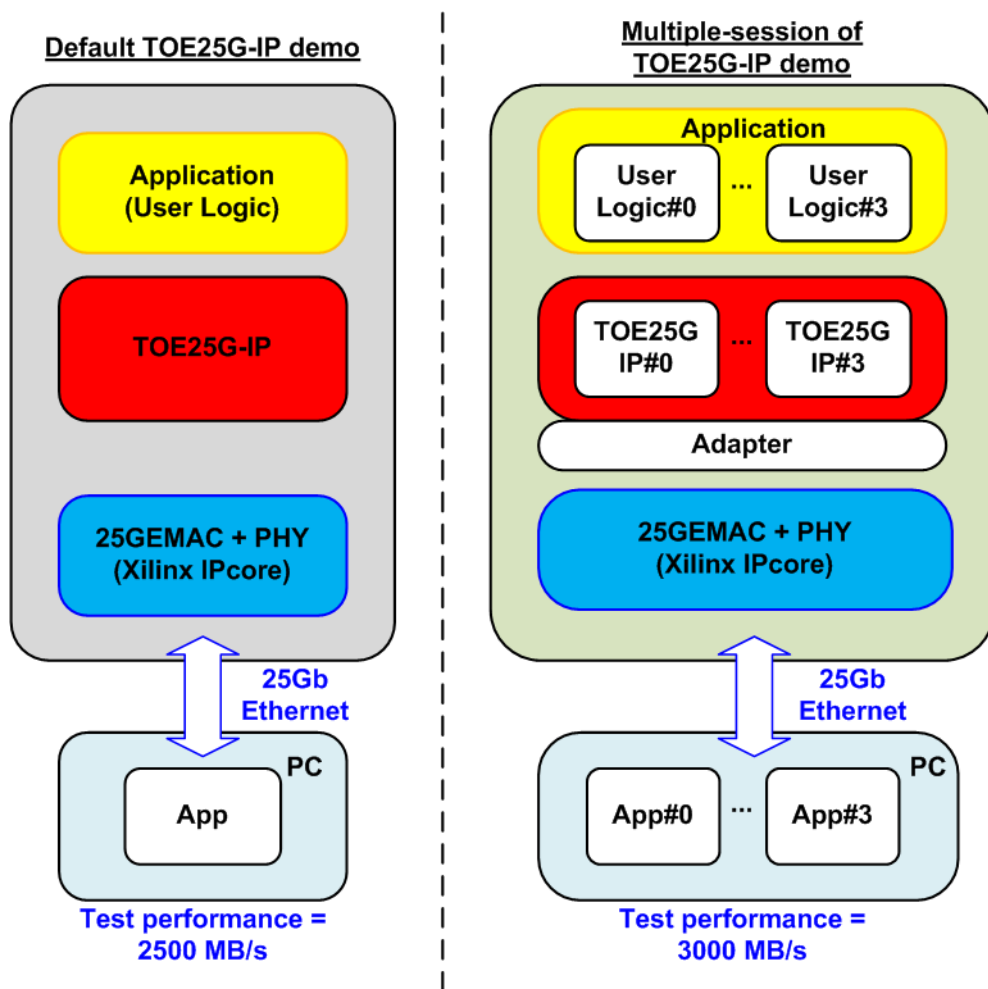 Default TOE25G-IP demo
Application
(User Logic)
TOE25G-IP
25GEMAC + PHY
(Xilinx IPcore)
25Gb
Ethernet
PC
App
Test performance =
2500 MB/s
Multiple-session of
TOE25G-IP demo
Application
User
Logic#0
...
User
Logic#3
TOE25G
IP#0
...
TOE25G
IP#3
Adapter
25GEMAC + PHY
(Xilinx IPcore)
25Gb
Ethernet
PC
App#0
...
App#3
Test performance =
3000 MB/s